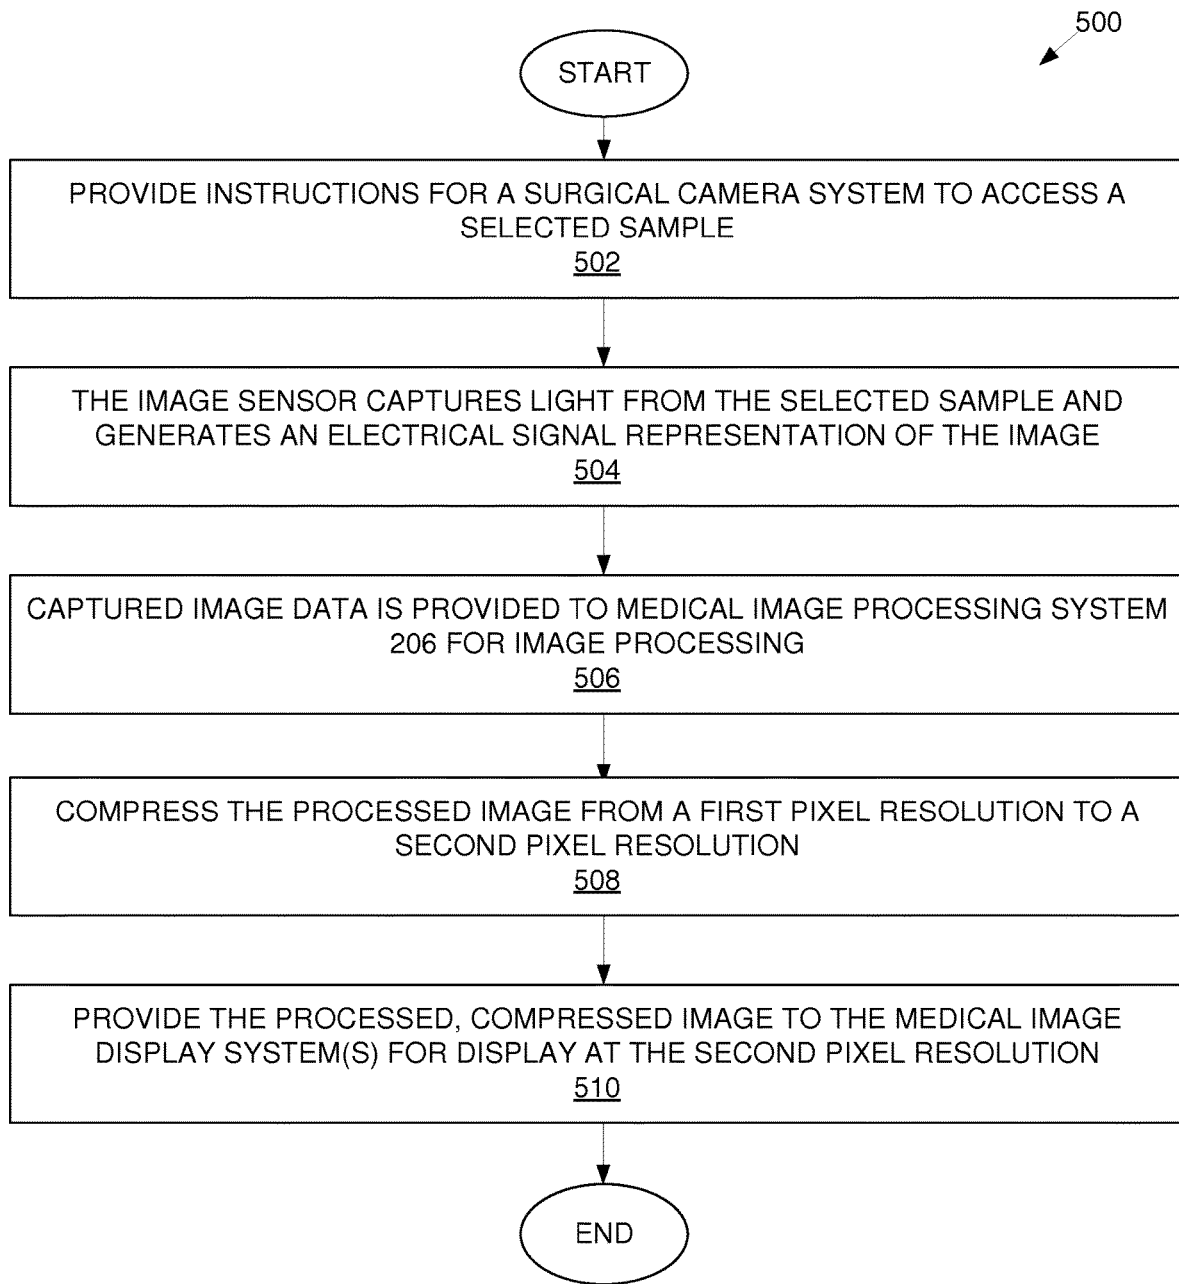 500
START
PROVIDE INSTRUCTIONS FOR A SURGICAL CAMERA SYSTEM TO ACCESS A
SELECTED SAMPLE
502
THE IMAGE SENSOR CAPTURES LIGHT FROM THE SELECTED SAMPLE AND
GENERATES AN ELECTRICAL SIGNAL REPRESENTATION OF THE IMAGE
504
CAPTURED IMAGE DATA IS PROVIDED TO MEDICAL IMAGE PROCESSING SYSTEM
206 FOR IMAGE PROCESSING
506
COMPRESS THE PROCESSED IMAGE FROM A FIRST PIXEL RESOLUTION TO A
SECOND PIXEL RESOLUTION
508
PROVIDE THE PROCESSED, COMPRESSED IMAGE TO THE MEDICAL IMAGE
DISPLAY SYSTEM(S) FOR DISPLAY AT THE SECOND PIXEL RESOLUTION
510
END